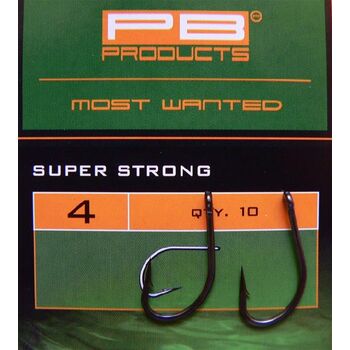 PB
PRODUCTS
MOST WANTED
SUPER STRONG
4 QTY. 10